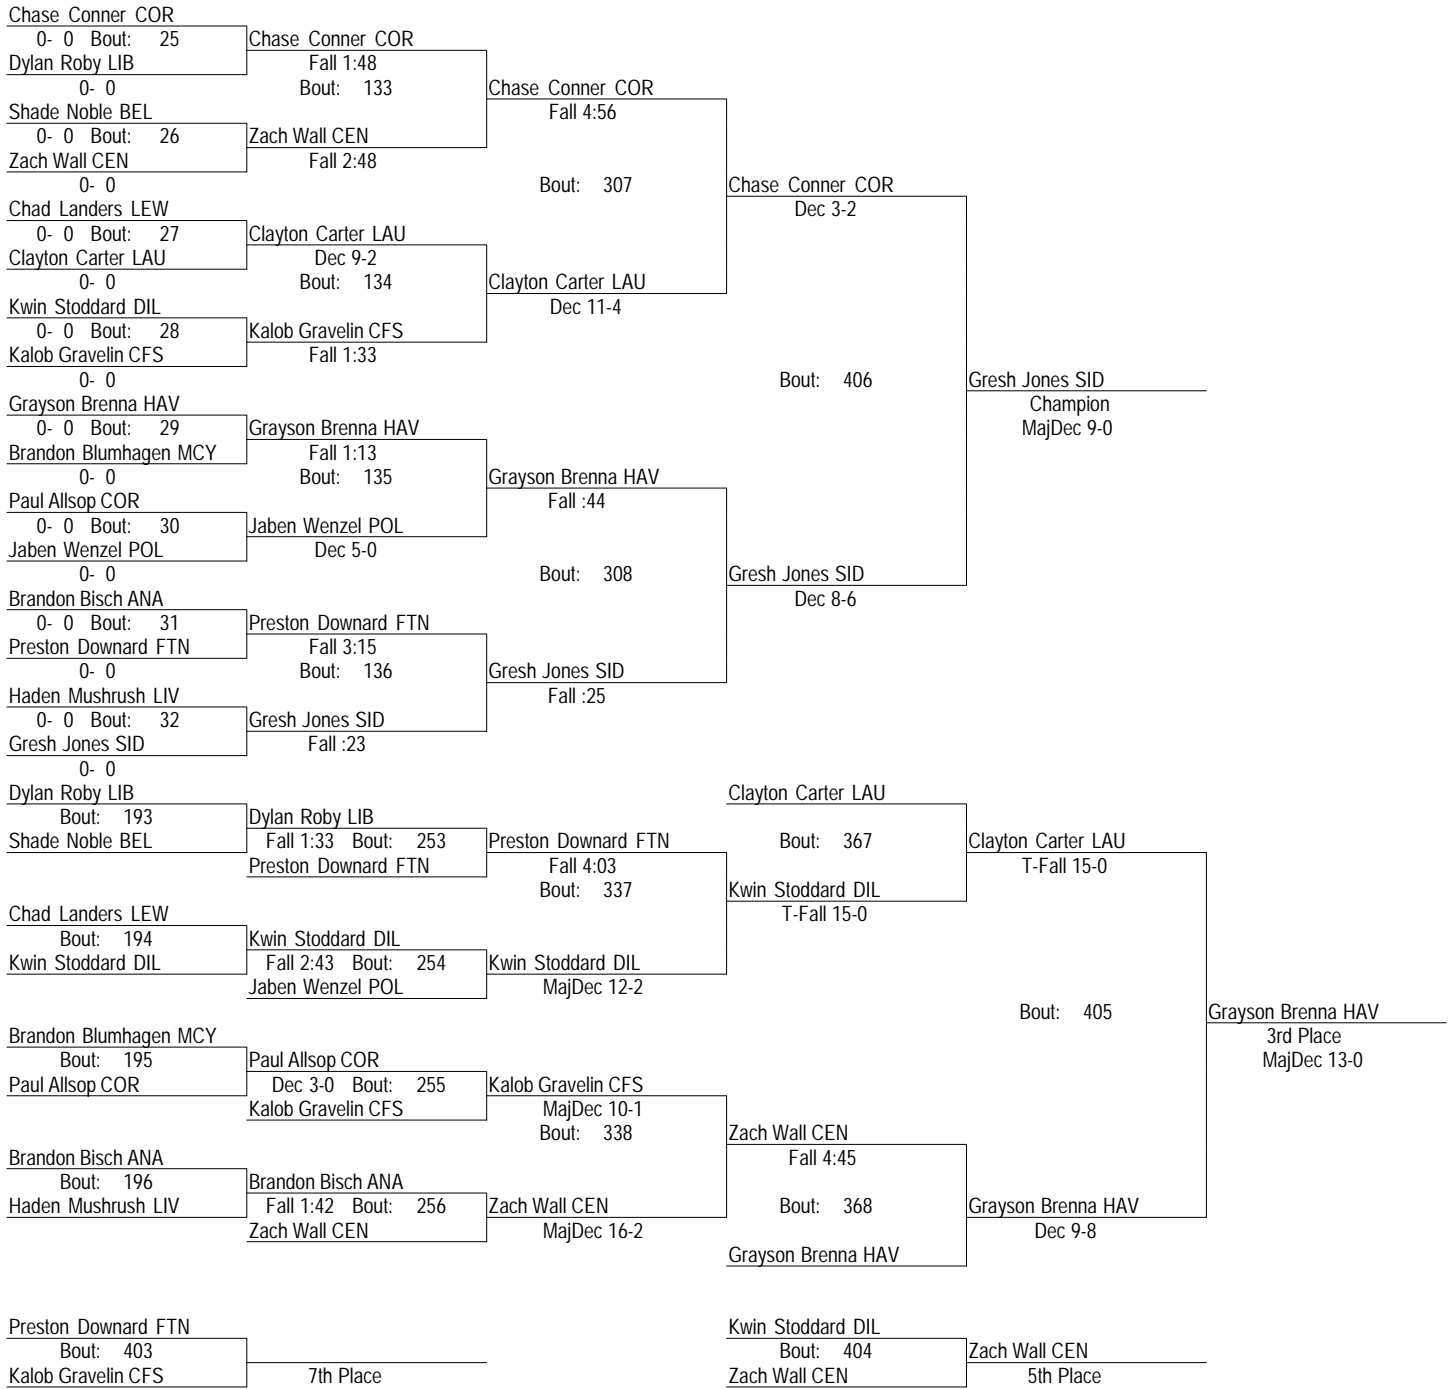 Chase Conner COR
0- 0 Bout: 25 Chase Conner COR
Dylan Roby LIB Fall 1:48
0- 0 Bout: 133 Chase Conner COR
Shade Noble BEL Fall 4:56
0- 0 Bout: 26 Zach Wall CEN
Zach Wall CEN Fall 2:48
0- 0 Bout: 307 Chase Conner COR
Chad Landers LEW Dec 3-2
0- 0 Bout: 27 Clayton Carter LAU
Clayton Carter LAU Dec 9-2
0- 0 Bout: 134 Clayton Carter LAU
Kwin Stoddard DIL Dec 11-4
0- 0 Bout: 28 Kalob Gravelin CFS
Kalob Gravelin CFS Fall 1:33
0- 0 Bout: 406 Gresh Jones SID
Grayson Brenna HAV Champion
0- 0 Bout: 29 Grayson Brenna HAV MajDec 9-0
Brandon Blumhagen MCY Fall 1:13
0- 0 Bout: 135 Grayson Brenna HAV
Paul Allsop COR Fall :44
0- 0 Bout: 30 Jaben Wenzel POL
Jaben Wenzel POL Dec 5-0
0- 0 Bout: 308 Gresh Jones SID
Brandon Bisch ANA Dec 8-6
0- 0 Bout: 31 Preston Downard FTN
Preston Downard FTN Fall 3:15
0- 0 Bout: 136 Gresh Jones SID
Haden Mushrush LIV Fall :25
0- 0 Bout: 32 Gresh Jones SID
Gresh Jones SID Fall :23
0- 0
Dylan Roby LIB Clayton Carter LAU
Bout: 193 Dylan Roby LIB
Shade Noble BEL Fall 1:33 Bout: 253 Preston Downard FTN Bout: 367 Clayton Carter LAU
Preston Downard FTN Fall 4:03 T-Fall 15-0
Bout: 337 Kwin Stoddard DIL
Chad Landers LEW T-Fall 15-0
Bout: 194 Kwin Stoddard DIL
Kwin Stoddard DIL Fall 2:43 Bout: 254 Kwin Stoddard DIL
Jaben Wenzel POL MajDec 12-2
Bout: 405 Grayson Brenna HAV
Brandon Blumhagen MCY 3rd Place
Bout: 195 Paul Allsop COR MajDec 13-0
Paul Allsop COR Dec 3-0 Bout: 255 Kalob Gravelin CFS
Kalob Gravelin CFS MajDec 10-1
Bout: 338 Zach Wall CEN
Brandon Bisch ANA Fall 4:45
Bout: 196 Brandon Bisch ANA
Haden Mushrush LIV Fall 1:42 Bout: 256 Zach Wall CEN Bout: 368 Grayson Brenna HAV
Zach Wall CEN MajDec 16-2 Dec 9-8
Grayson Brenna HAV
Preston Downard FTN Kwin Stoddard DIL
Bout: 403 Bout: 404 Zach Wall CEN
Kalob Gravelin CFS 7th Place Zach Wall CEN 5th Place